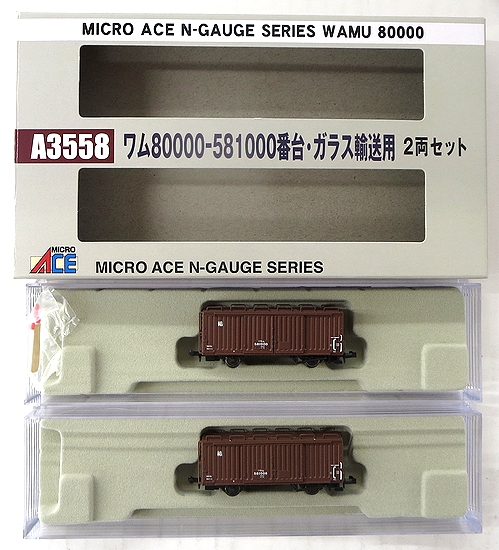 MICRO ACE N-GAUGE SERIES WAMU 80000
A3558 ワム80000-581000番台・ガラス輸送用 2両セット
MICRO ACE MICRO ACE N-GAUGE SERIES
581000
581008